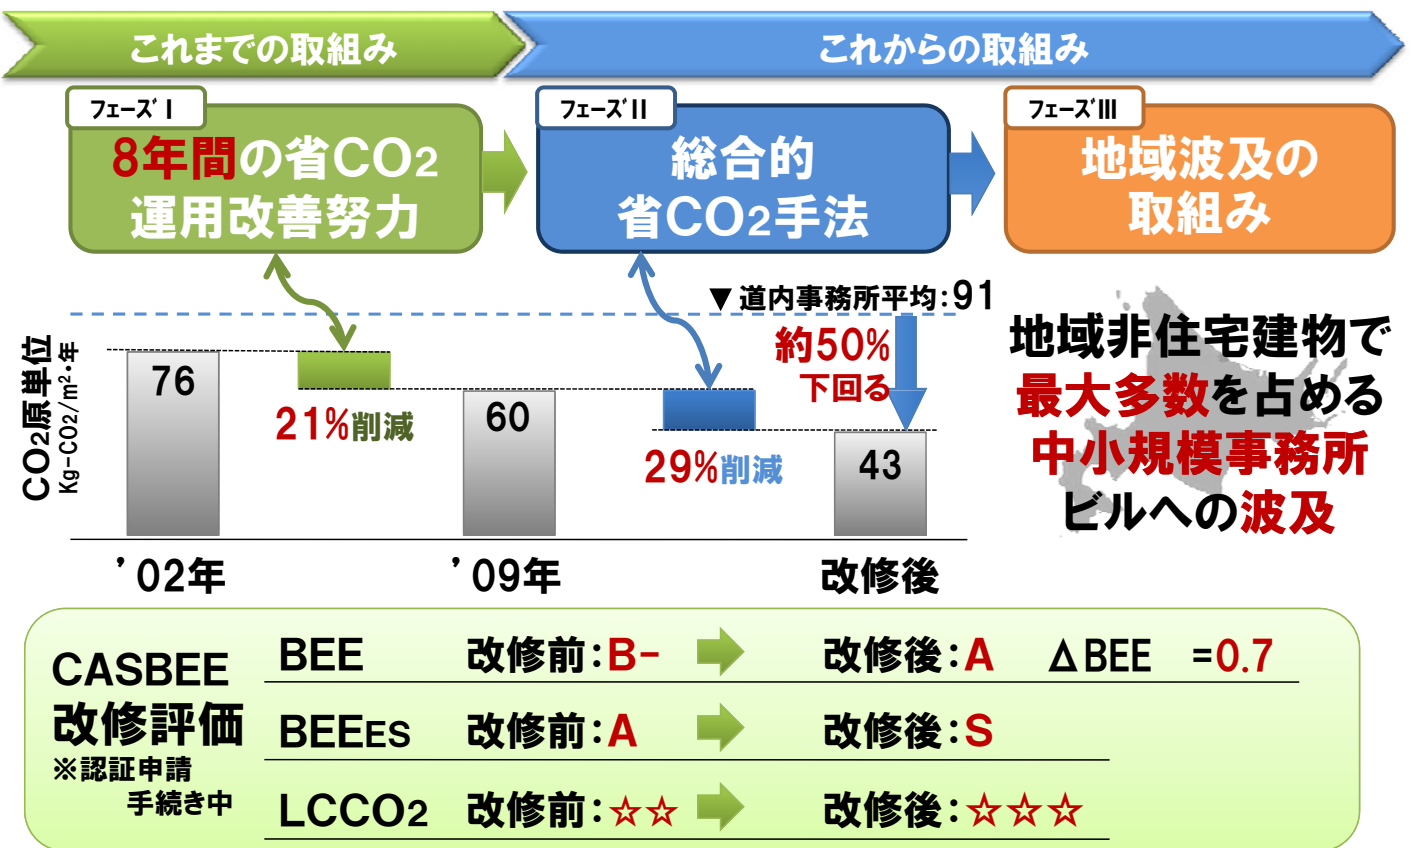 これまでの取組み
これからの取組み
フェーズⅠ
8年間の省CO2
運用改善努力
フェーズⅡ
総合的
省CO2手法
フェーズⅢ
地域波及の
取組み
▼道内事務所平均:91
約50%
下回る
CO2原単位
Kg-CO2/m²・年
76
21%削減
60
29%削減
43
'02年
'09年
改修後
地域非住宅建物で
最大多数を占める
中小規模事務所
ビルへの波及
CASBEE
改修評価
※認証申請
手続き中
BEE 改修前:B- 改修後:A ΔBEE =0.7
BEEES 改修前:A 改修後:S
LCCO2 改修前:☆☆ 改修後:☆☆☆